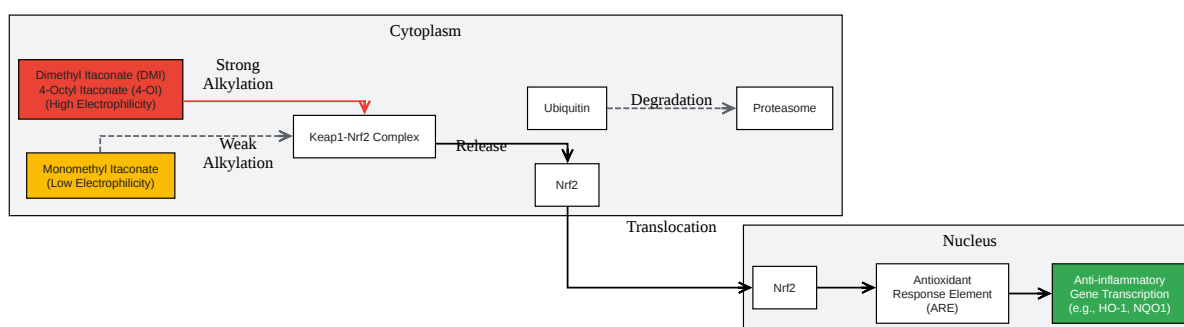 Cytoplasm
Dimethyl Itaconate (DMI)
4-Octyl Itaconate (4-OI)
(High Electrophilicity)
Strong
Alkylation
Monomethyl Itaconate
(Low Electrophilicity)
Weak
Alkylation
Keap1-Nrf2 Complex
Release
Nrf2
Ubiquitin
Degradation
Proteasome
Translocation
Nucleus
Nrf2
Antioxidant
Response Element
(ARE)
Anti-inflammatory
Gene Transcription
(e.g., HO-1, NQO1)